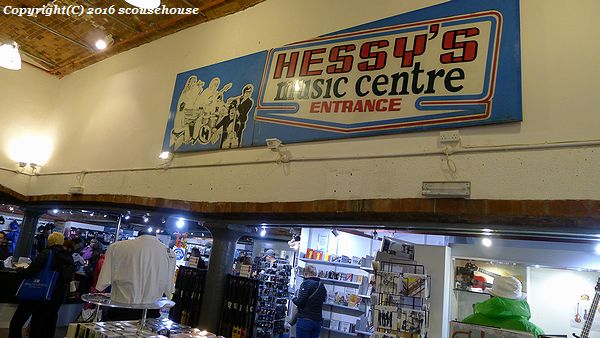 Copyright(C) 2016 scousehouse
HESSY'S
music centre
ENTRANCE